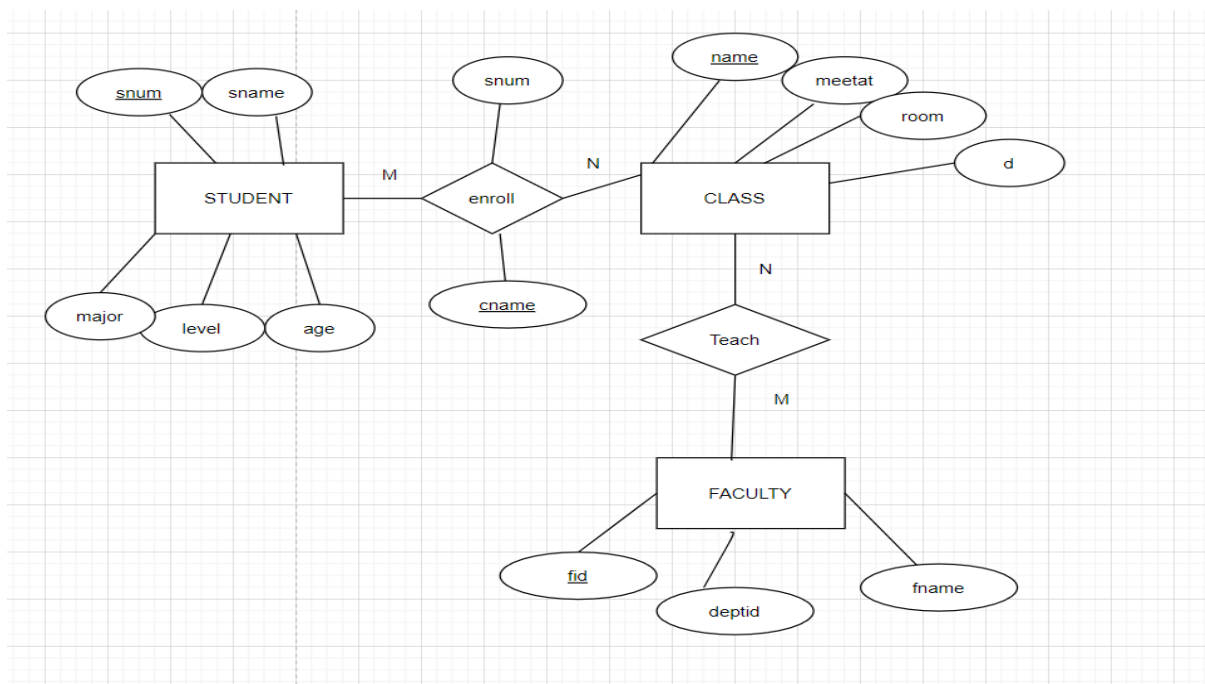 name
snum
meetat
snum
sname
room
N
d
M
STUDENT
enroll
CLASS
N
cname
major
level
age
Teach
M
FACULTY
fid
fname
deptid